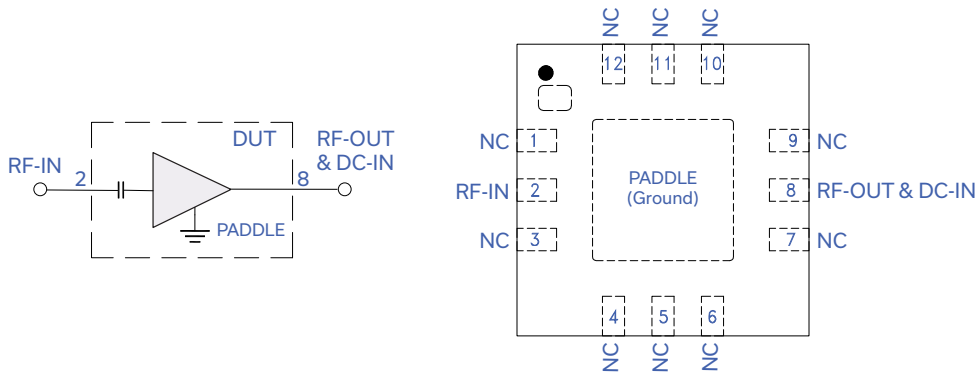 DUT
RF-OUT
& DC-IN
RF-IN
2
8
PADDLE
NC
NC
NC
12
11
10
NC
1
9
NC
RF-IN
2
PADDLE
(Ground)
8
RF-OUT & DC-IN
NC
3
7
NC
4
5
6
NC
NC
NC